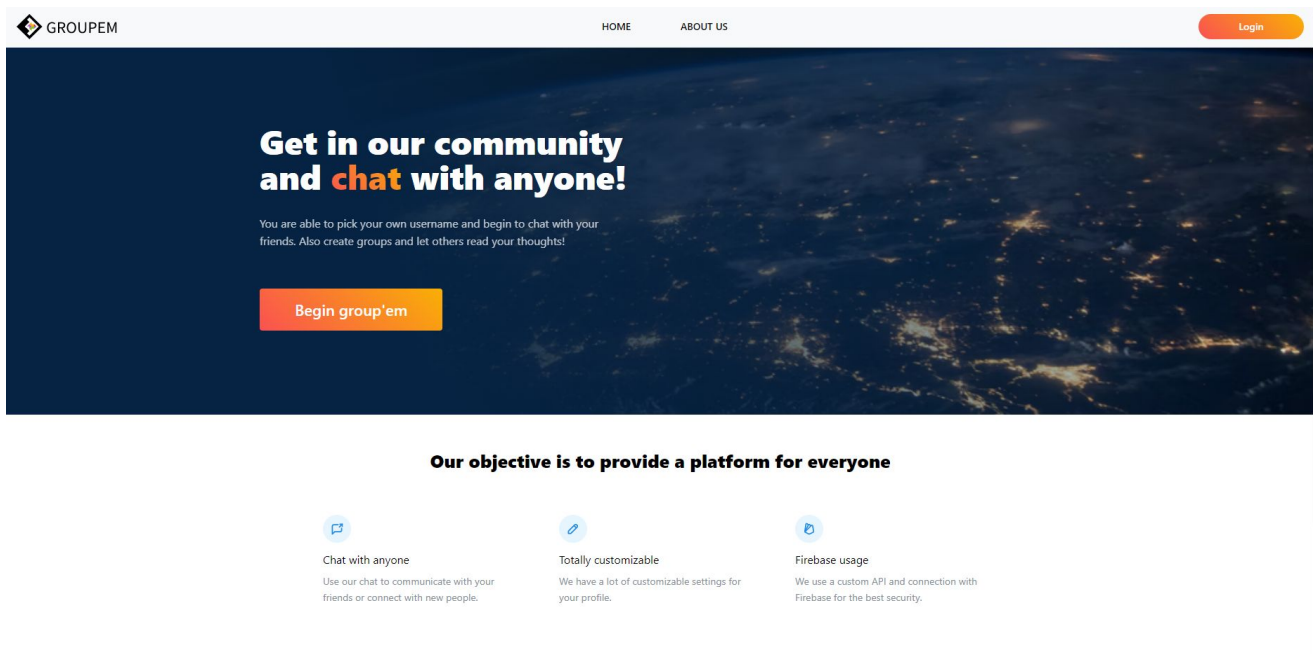 GROUPEM
HOME
ABOUT US
Login
Get in our community
and chat with anyone!
You are able to pick your own username and begin to chat with your
friends. Also create groups and let others read your thoughts!
Begin group'em
Our objective is to provide a platform for everyone
Chat with anyone
Use our chat to communicate with your
friends or connect with new people.
Totally customizable
We have a lot of customizable settings for
your profile.
Firebase usage
We use a custom API and connection with
Firebase for the best security.